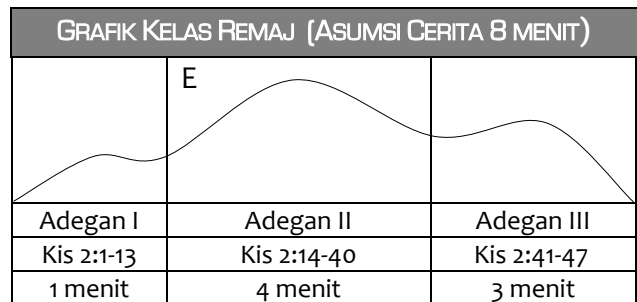 GRAFIK KELAS REMAJ (ASUMSI CERITA 8 MENIT)
E
Adegan I Adegan II Adegan III
Kis 2:1-13 Kis 2:14-40 Kis 2:41-47
1 menit 4 menit 3 menit